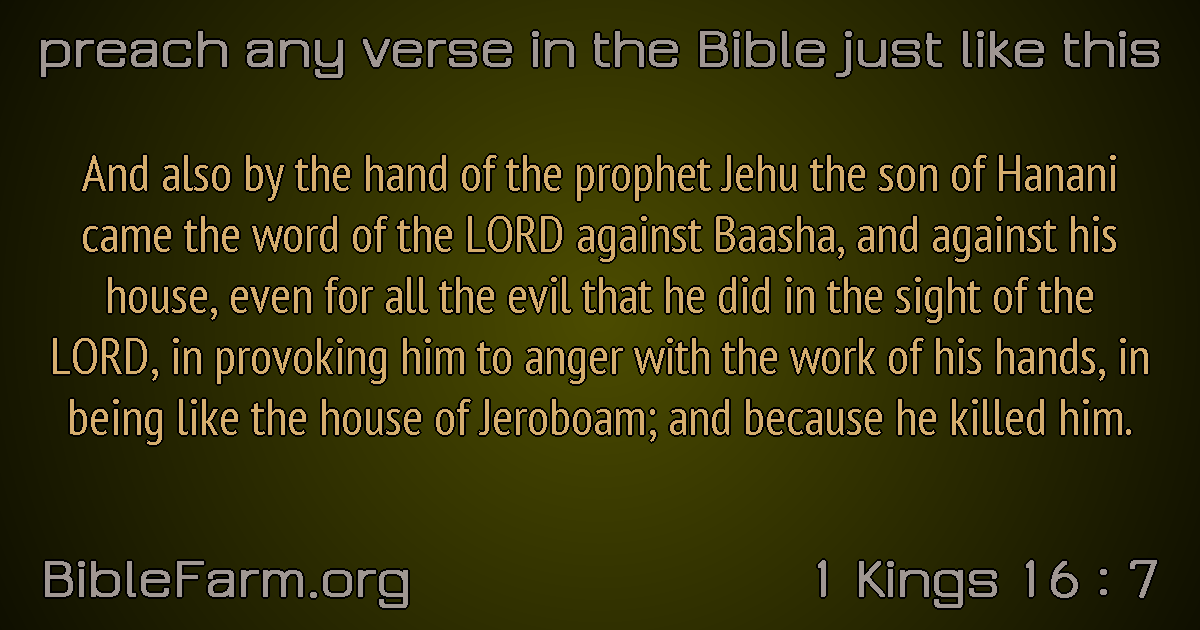 preach any verse in the Bible just like this
And also by the hand of the prophet Jehu the son of Hanani
came the word of the LORD against Baasha, and against his
house, even for all the evil that he did in the sight of the
LORD, in provoking him to anger with the work of his hands, in
being like the house of Jeroboam; and because he killed him.
BibleFarm.org
1 Kings 16 : 7